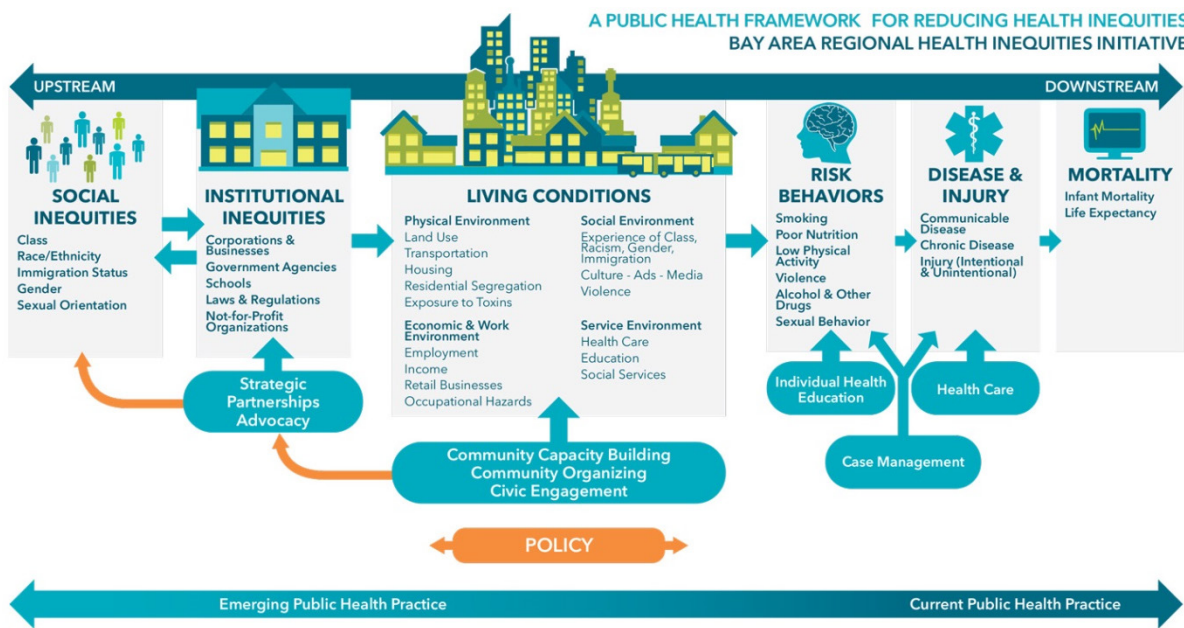 A PUBLIC HEALTH FRAMEWORK FOR REDUCING HEALTH INEQUITIES
BAY AREA REGIONAL HEALTH INEQUITIES INITIATIVE
UPSTREAM
DOWNSTREAM
SOCIAL
INEQUITIES
Class
Race/Ethnicity
Immigration Status
Gender
Sexual Orientation
INSTITUTIONAL
INEQUITIES
Corporations &
Businesses
Government Agencies
Schools
Laws & Regulations
Not-for-Profit
Organizations
LIVING CONDITIONS
Physical Environment
Land Use
Transportation
Housing
Residential Segregation
Exposure to Toxins
Economic & Work
Environment
Employment
Income
Retail Businesses
Occupational Hazards
Social Environment
Experience of Class,
Racism, Gender,
Immigration
Culture - Ads - Media
Violence
Service Environment
Health Care
Education
Social Services
RISK
BEHAVIORS
Smoking
Poor Nutrition
Low Physical
Activity
Violence
Alcohol & Other
Drugs
Sexual Behavior
DISEASE &
INJURY
Communicable
Disease
Chronic Disease
Injury (Intentional
& Unintentional)
MORTALITY
Infant Mortality
Life Expectancy
Strategic
Partnerships
Advocacy
Community Capacity Building
Community Organizing
Civic Engagement
Individual Health
Education
Health Care
Case Management
POLICY
Emerging Public Health Practice
Current Public Health Practice